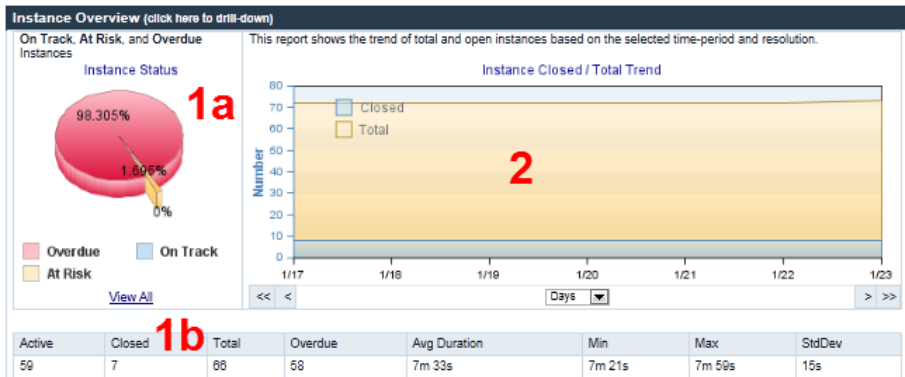 Instance Overview (click here to drill-down)
On Track, At Risk, and Overdue
Instances
Instance Status
1a
98.305%
1.695%
0%
Overdue
On Track
At Risk
View All
This report shows the trend of total and open instances based on the selected time-period and resolution.
Instance Closed / Total Trend
Number
80
70
60
50
40
30
20
10
0
Closed
Total
2
1/17 1/18 1/19 1/20 1/21 1/22 1/23
<< < Days > >>
1b
Active Closed Total Overdue Avg Duration Min Max StdDev
59 7 66 58 7m 33s 7m 21s 7m 59s 15s